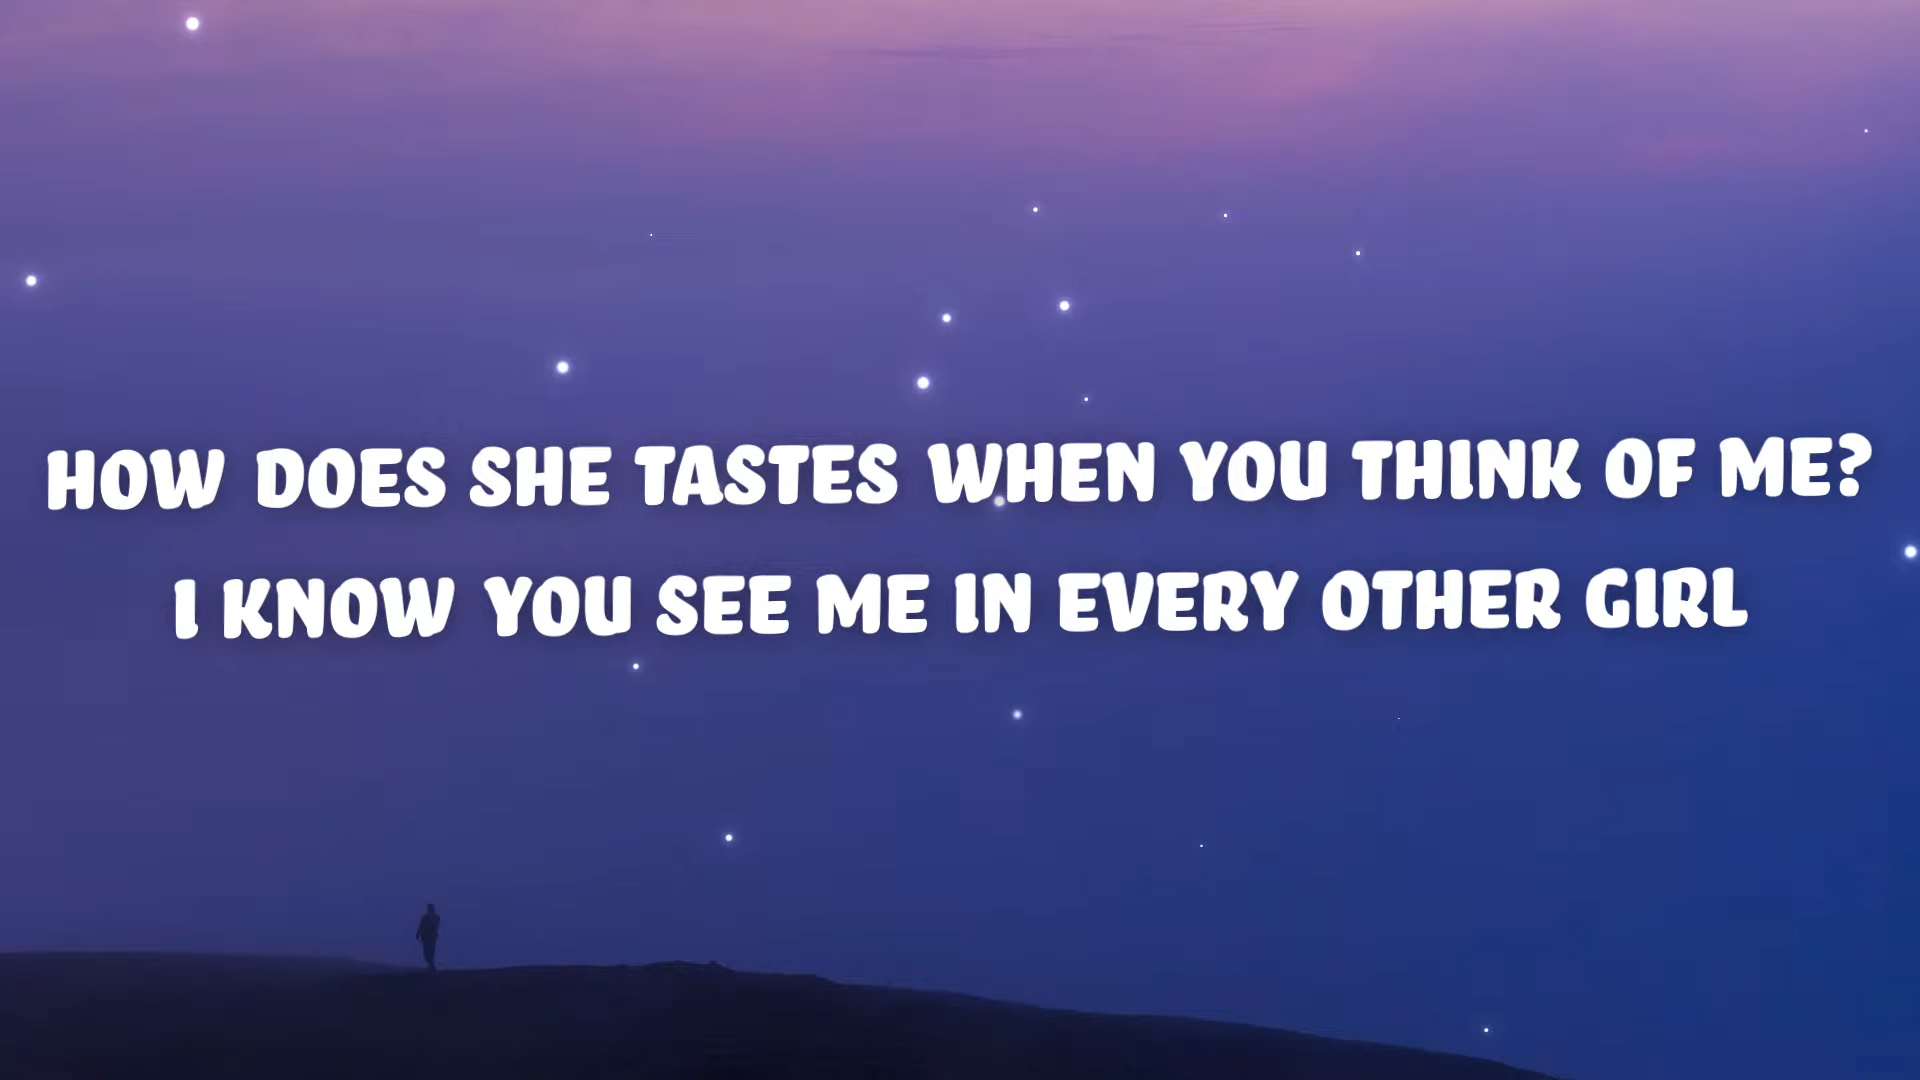 HOW DOES SHE TASTES WHEN YOU THINK OF ME?
I KNOW YOU SEE ME IN EVERY OTHER GIRL